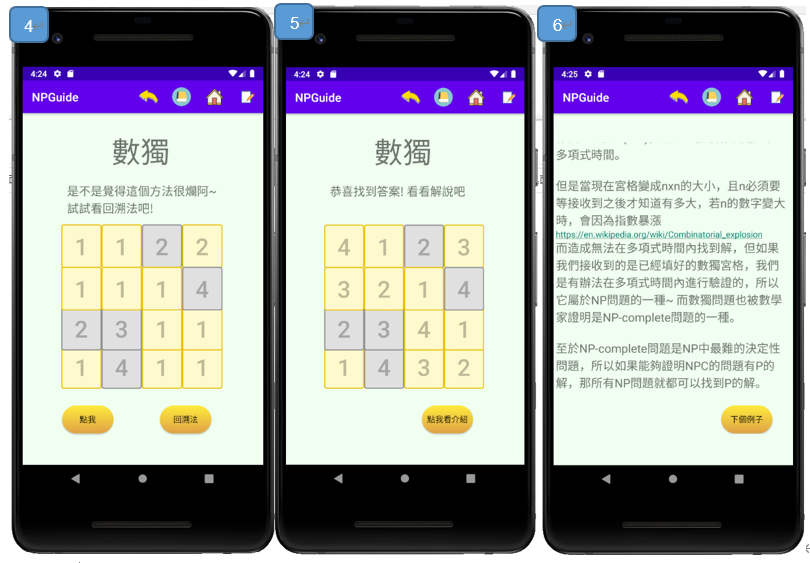 4
4:24
NPGuide
數獨
是不是覺得這個方法很爛阿~
試試看回溯法吧!
1 1 2 2
1 1 1 4
2 3 1 1
1 4 1 1
點我 回溯法
5
4:24
NPGuide
數獨
恭喜找到答案! 看看解說吧
4 1 2 3
3 2 1 4
2 3 4 1
1 4 3 2
點我看介紹
6
4:25
NPGuide
多項式時間。
但是當現在宮格變成nxn的大小，且n必須要
等接收到之後才知道有多大，若n的數字變大
時，會因為指數暴漲
https://en.wikipedia.org/wiki/Combinatorial_explosion
而造成無法在多項式時間內找到解，但如果
我們接收到的是已經填好的數獨宮格，我們
是有辦法在多項式時間內進行驗證的，所以
它屬於NP問題的一種~ 而數獨問題也被數學
家證明是NP-complete問題的一種。
至於NP-complete問題是NP中最難的決定性
問題，所以如果能夠證明NPC的問題有P的
解，那所有NP問題就都可以找到P的解。
下個例子